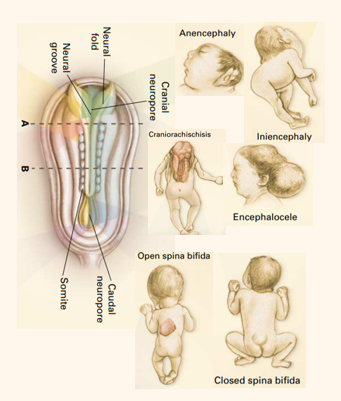 Neural
fold
Neural
groove
Cranial
neuropore
A
B
Somite
Caudal
neuropore
Anencephaly
Iniencephaly
Craniorachischisis
Encephalocele
Open spina bifida
Closed spina bifida